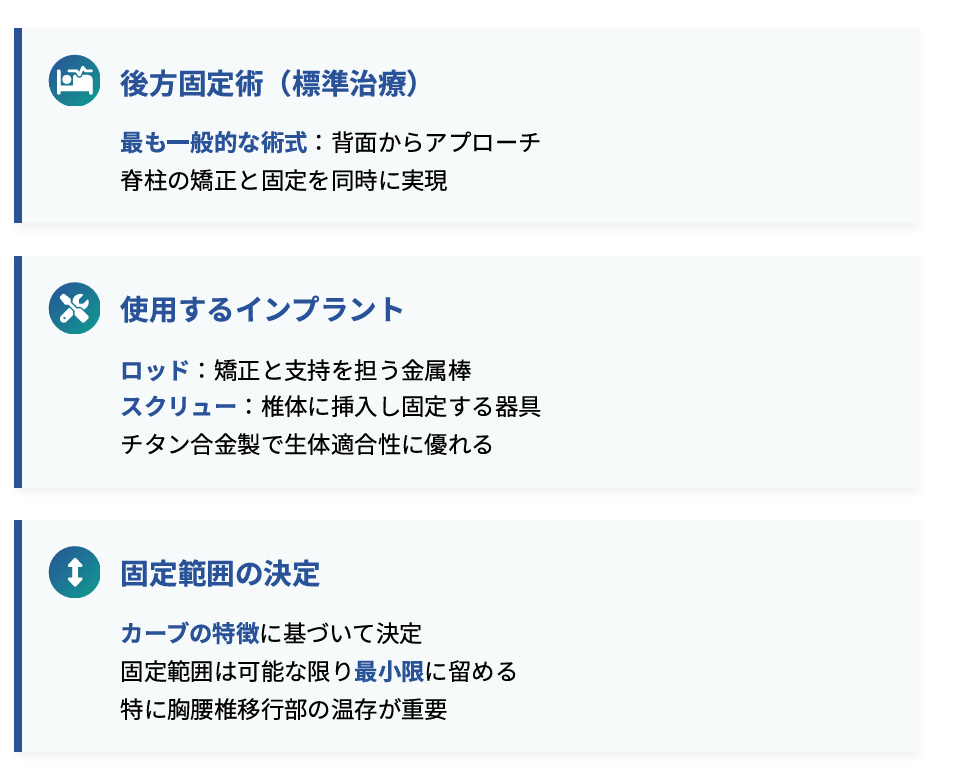 後方固定術（標準治療）
最も一般的な術式：背面からアプローチ
脊柱の矯正と固定を同時に実現
使用するインプラント
ロッド：矯正と支持を担う金属棒
スクリュー：椎体に挿入し固定する器具
チタン合金製で生体適合性に優れる
固定範囲の決定
カーブの特徴に基づいて決定
固定範囲は可能な限り最小限に留める
特に胸腰椎移行部の温存が重要